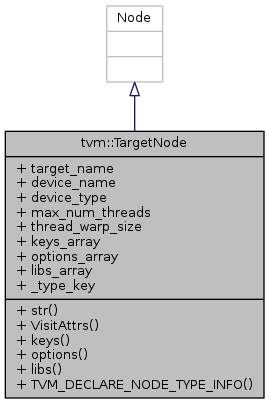 Node
tvm::TargetNode
+ target_name
+ device_name
+ device_type
+ max_num_threads
+ thread_warp_size
+ keys_array
+ options_array
+ libs_array
+ _type_key
+ str()
+ VisitAttrs()
+ keys()
+ options()
+ libs()
+ TVM_DECLARE_NODE_TYPE_INFO()